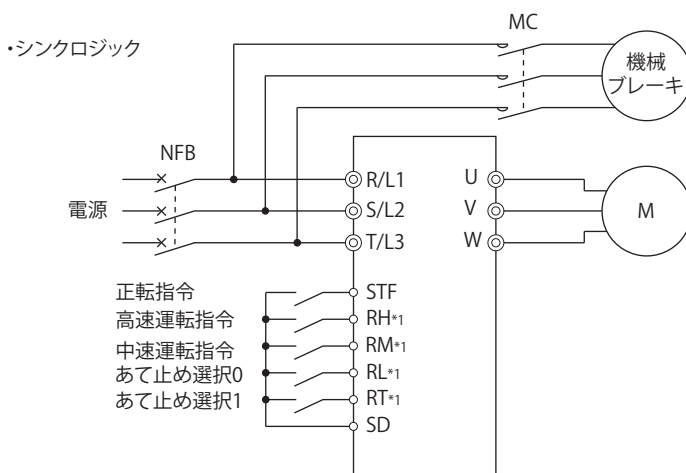 ・シンクロジック
MC
機械
ブレーキ
NFB
電源
R/L1
S/L2
T/L3
U
V
W
M
正転指令
STF
高速運転指令
RH*1
中速運転指令
RM*1
あて止め選択0
RL*1
あて止め選択1
RT*1
SD